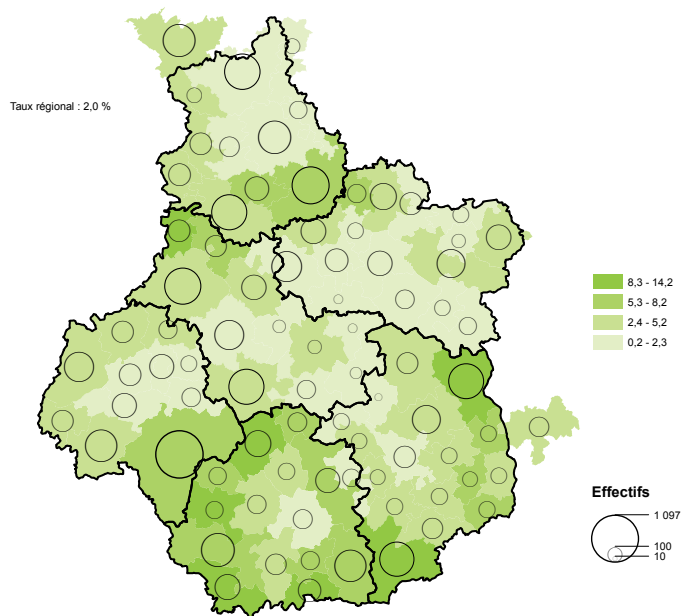 Taux régional : 2,0 %
8,3 - 14,2
5,3 - 8,2
2,4 - 5,2
0,2 - 2,3
Effectifs
1 097
100
10